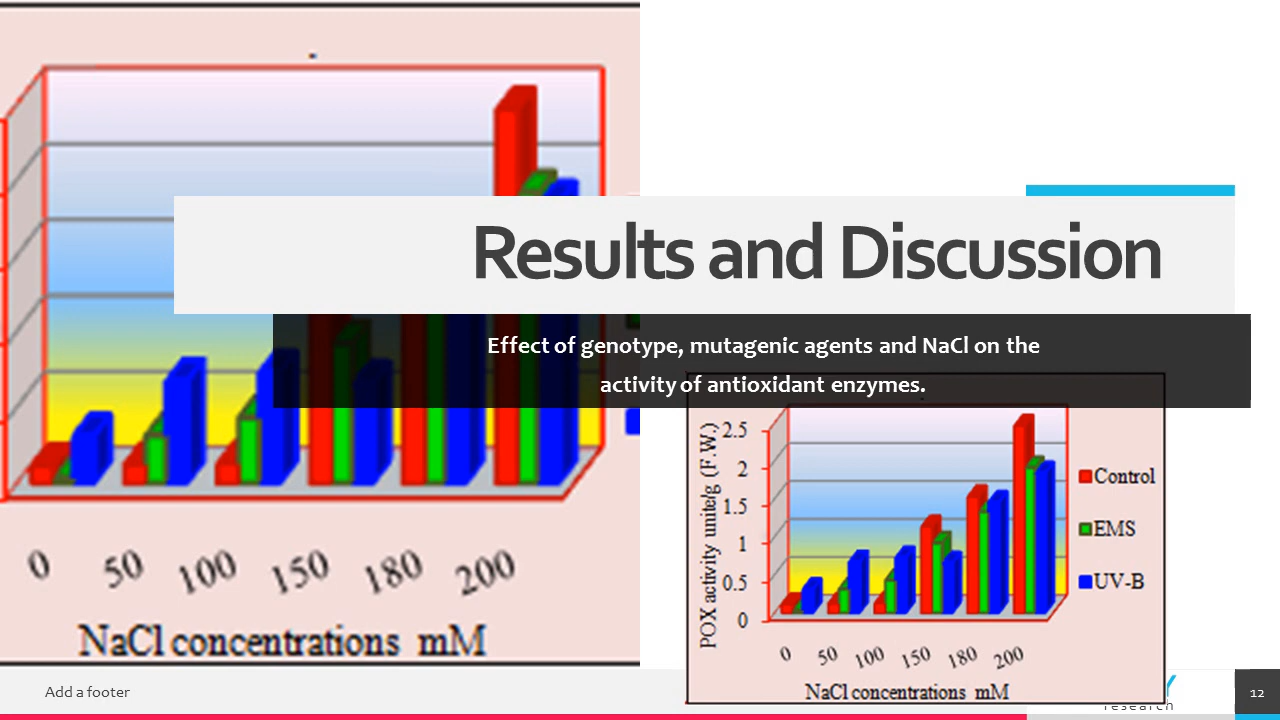 Results and Discussion
Effect of genotype, mutagenic agents and NaCl on the
activity of antioxidant enzymes.
0 50 100 150 180 200
NaCl concentrations mM
POX activity unite/g (F.W.)
2.5
2
1.5
1
0.5
0
Control
EMS
UV-B
0 50 100 150 180 200
NaCl concentrations mM
Add a footer
research
12